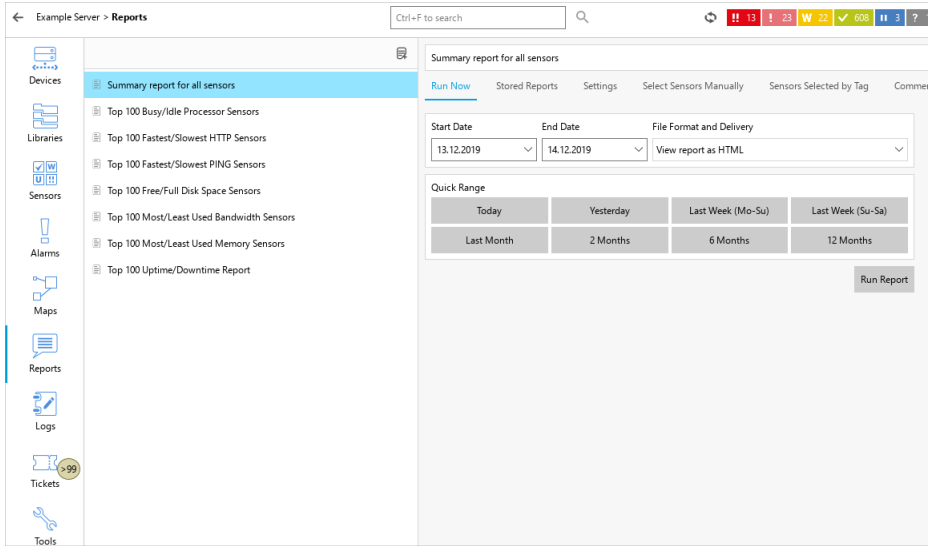 Example Server > Reports
Ctrl+F to search
!! 13 ! 23 W 22 608 II 3 ?
Devices
Libraries
W
U !!
Sensors
Alarms
Maps
Reports
Logs
>99
Tickets
Tools
Summary report for all sensors
Top 100 Busy/Idle Processor Sensors
Top 100 Fastest/Slowest HTTP Sensors
Top 100 Fastest/Slowest PING Sensors
Top 100 Free/Full Disk Space Sensors
Top 100 Most/Least Used Bandwidth Sensors
Top 100 Most/Least Used Memory Sensors
Top 100 Uptime/Downtime Report
Summary report for all sensors
Run Now Stored Reports Settings Select Sensors Manually Sensors Selected by Tag Commen
Start Date End Date File Format and Delivery
13.12.2019 14.12.2019 View report as HTML
Quick Range
Today Yesterday Last Week (Mo-Su) Last Week (Su-Sa)
Last Month 2 Months 6 Months 12 Months
Run Report